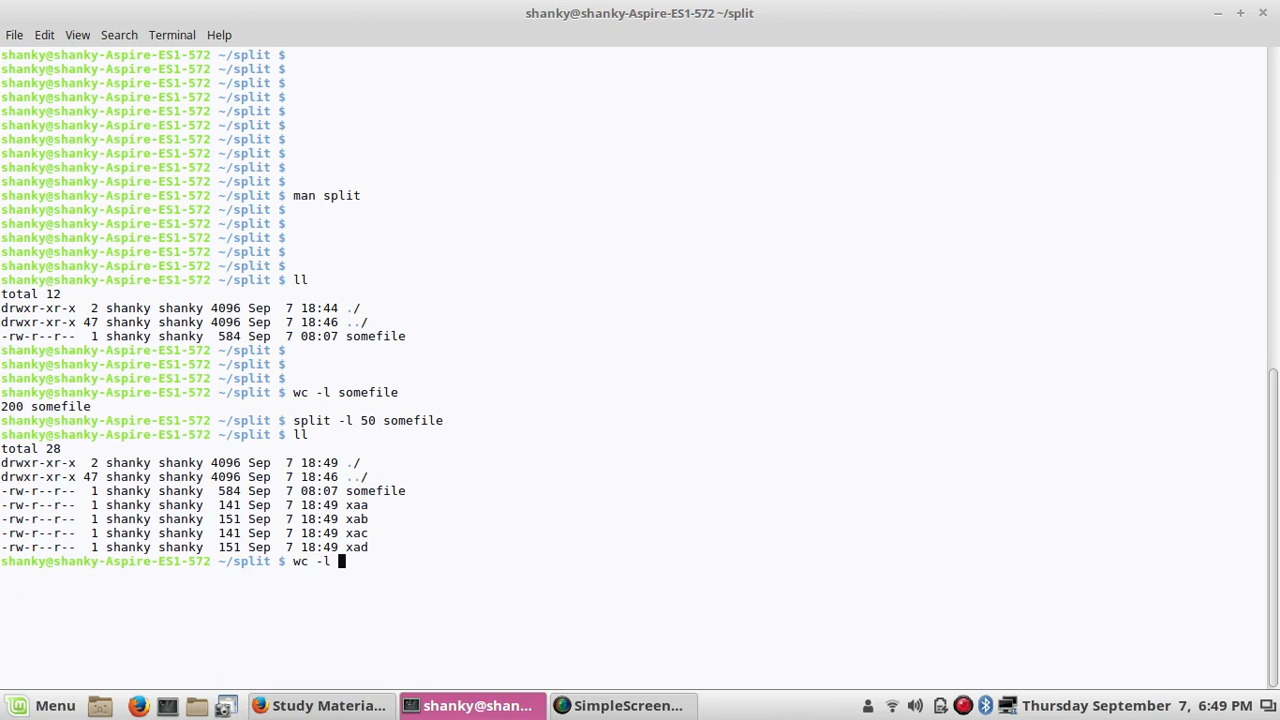 shanky@shanky-Aspire-ES1-572 ~/split
File Edit View Search Terminal Help
shanky@shanky-Aspire-ES1-572 ~/split $
shanky@shanky-Aspire-ES1-572 ~/split $
shanky@shanky-Aspire-ES1-572 ~/split $
shanky@shanky-Aspire-ES1-572 ~/split $
shanky@shanky-Aspire-ES1-572 ~/split $
shanky@shanky-Aspire-ES1-572 ~/split $
shanky@shanky-Aspire-ES1-572 ~/split $
shanky@shanky-Aspire-ES1-572 ~/split $
shanky@shanky-Aspire-ES1-572 ~/split $
shanky@shanky-Aspire-ES1-572 ~/split $
shanky@shanky-Aspire-ES1-572 ~/split $ man split
shanky@shanky-Aspire-ES1-572 ~/split $
shanky@shanky-Aspire-ES1-572 ~/split $
shanky@shanky-Aspire-ES1-572 ~/split $
shanky@shanky-Aspire-ES1-572 ~/split $
shanky@shanky-Aspire-ES1-572 ~/split $
shanky@shanky-Aspire-ES1-572 ~/split $ ll
total 12
drwxr-xr-x  2 shanky shanky 4096 Sep  7 18:44 ./
drwxr-xr-x 47 shanky shanky 4096 Sep  7 18:46 ../
-rw-r--r--  1 shanky shanky  584 Sep  7 08:07 somefile
shanky@shanky-Aspire-ES1-572 ~/split $
shanky@shanky-Aspire-ES1-572 ~/split $
shanky@shanky-Aspire-ES1-572 ~/split $
shanky@shanky-Aspire-ES1-572 ~/split $ wc -l somefile
200 somefile
shanky@shanky-Aspire-ES1-572 ~/split $ split -l 50 somefile
shanky@shanky-Aspire-ES1-572 ~/split $ ll
total 28
drwxr-xr-x  2 shanky shanky 4096 Sep  7 18:49 ./
drwxr-xr-x 47 shanky shanky 4096 Sep  7 18:46 ../
-rw-r--r--  1 shanky shanky  584 Sep  7 08:07 somefile
-rw-r--r--  1 shanky shanky  141 Sep  7 18:49 xaa
-rw-r--r--  1 shanky shanky  151 Sep  7 18:49 xab
-rw-r--r--  1 shanky shanky  141 Sep  7 18:49 xac
-rw-r--r--  1 shanky shanky  151 Sep  7 18:49 xad
shanky@shanky-Aspire-ES1-572 ~/split $ wc -l
Menu Study Materia... shanky@shan... SimpleScreen... Thursday September 7, 6:49 PM